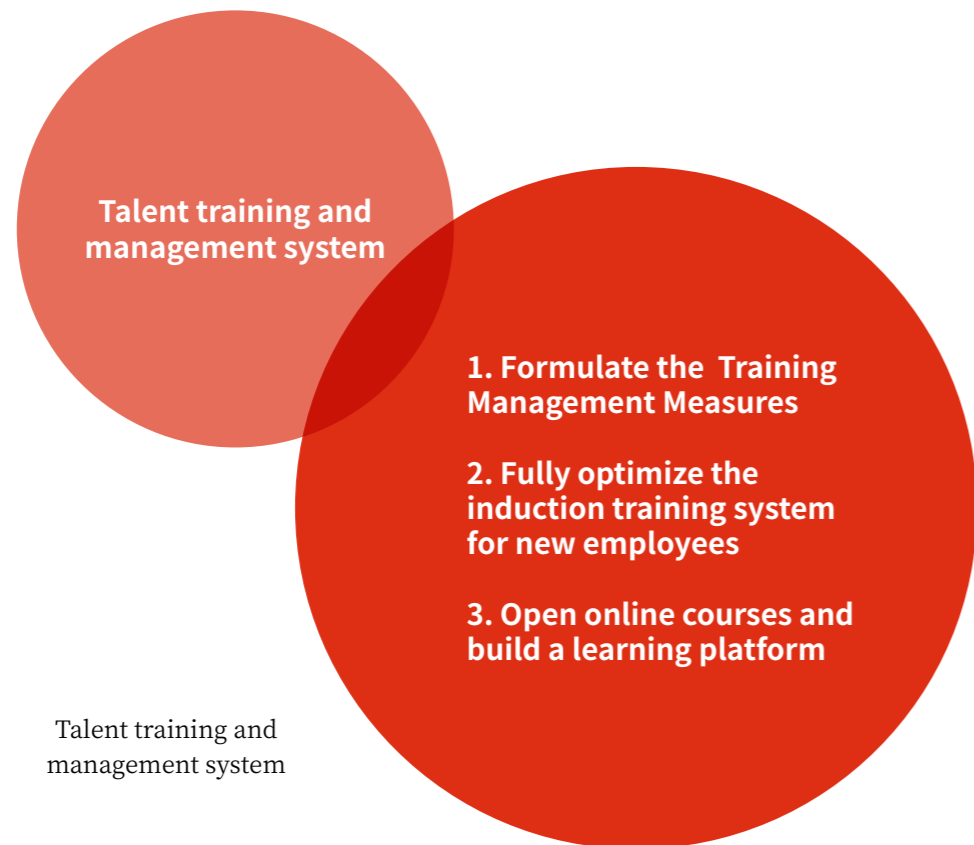 Talent training and
management system
1. Formulate the  Training
Management Measures
2. Fully optimize the
induction training system
for new employees
3. Open online courses and
build a learning platform
Talent training and
management system